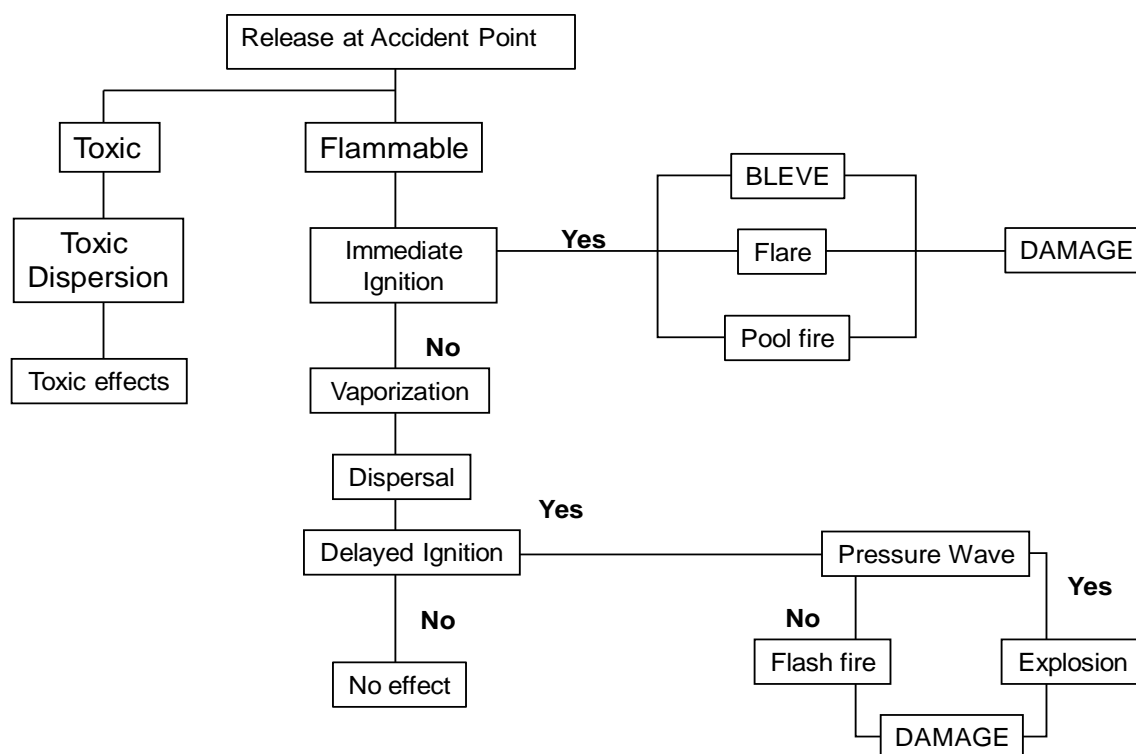 Release at Accident Point
Toxic
Flammable
BLEVE
Toxic
Dispersion
Immediate
Ignition
Yes
Flare
DAMAGE
Pool fire
No
Toxic effects
Vaporization
Dispersal
Yes
Delayed Ignition
Pressure Wave
Yes
No
No
Flash fire
Explosion
No effect
DAMAGE